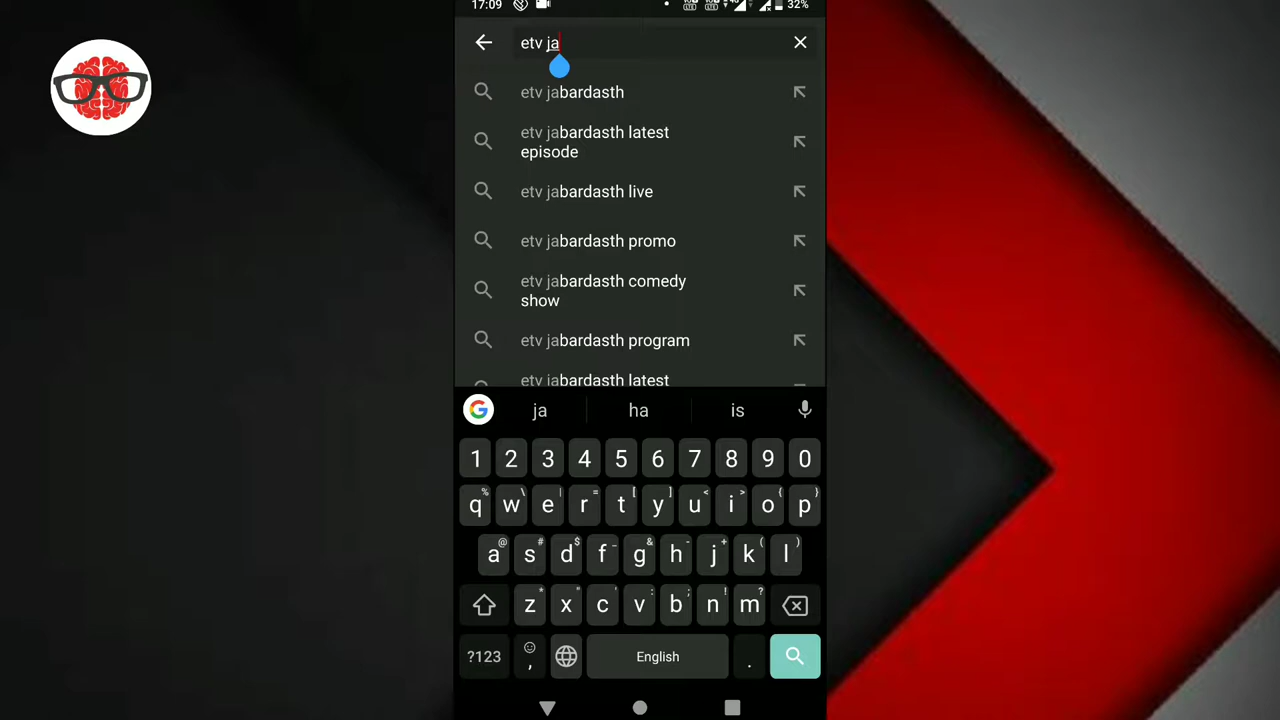 17:09 32%
etv ja
etv jabardasth
etv jabardasth latest
episode
etv jabardasth live
etv jabardasth promo
etv jabardasth comedy
show
etv jabardasth program
etv jabardasth latest
ja ha is
1 2 3 4 5 6 7 8 9 0
q w e r t y u i o p
a s d f g h j k l
z x c v b n m
?123 , English .